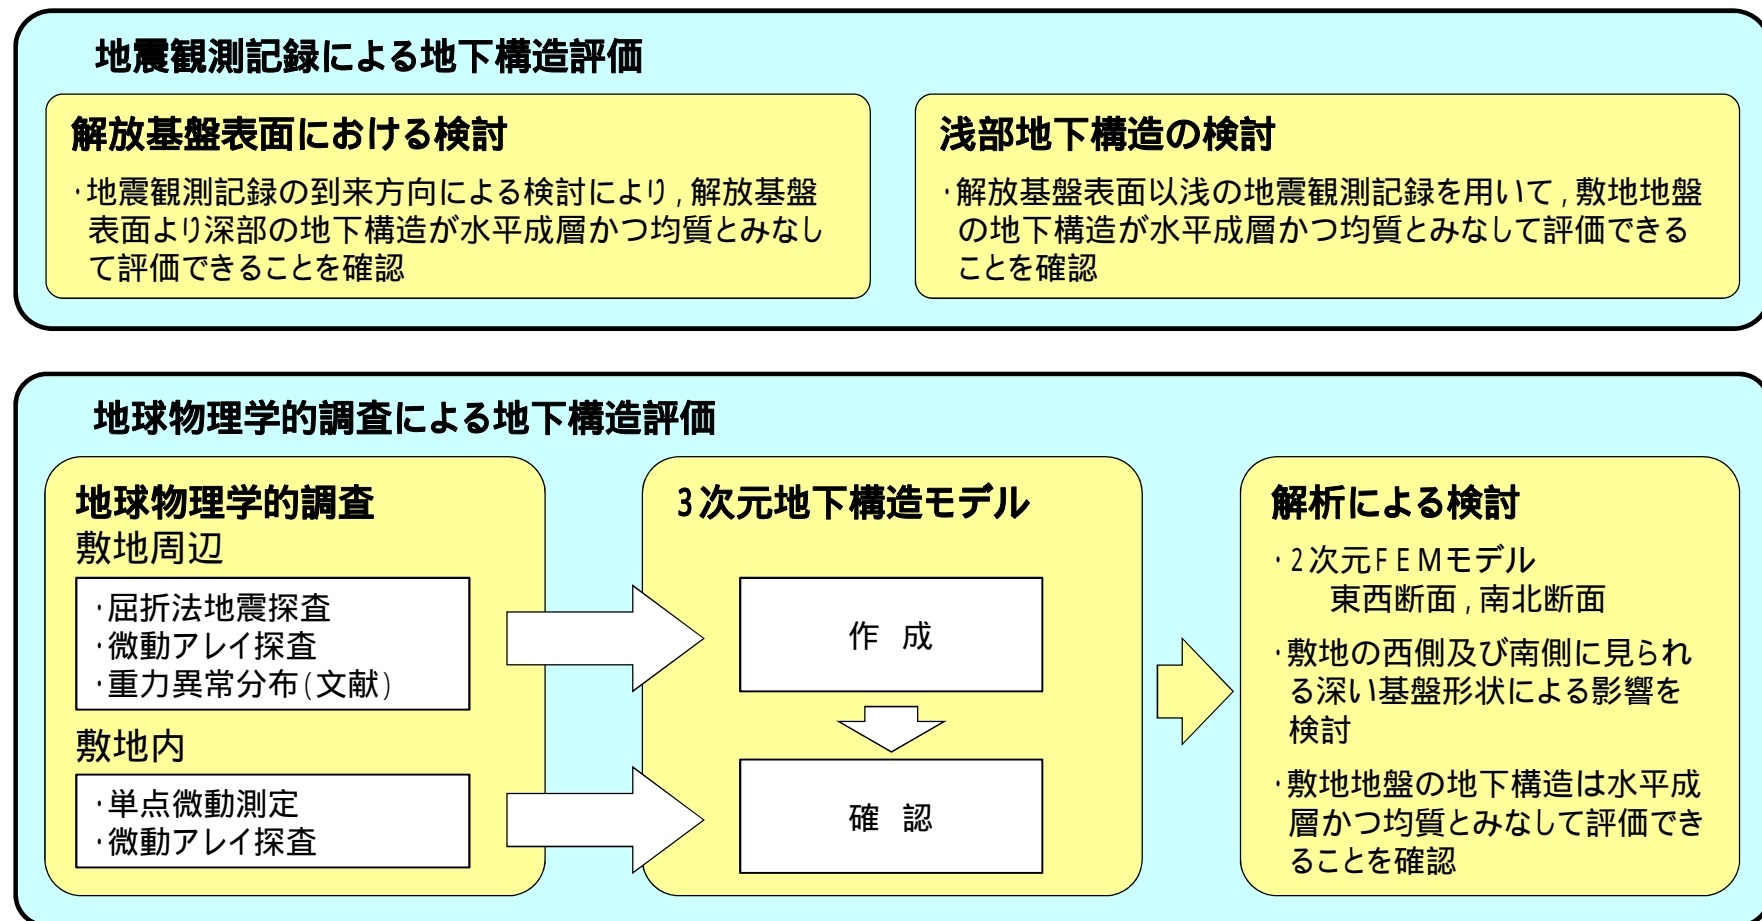 地震観測記録による地下構造評価
解放基盤表面における検討
・地震観測記録の到来方向による検討により,解放基盤
表面より深部の地下構造が水平成層かつ均質とみなし
て評価できることを確認
浅部地下構造の検討
・解放基盤表面以浅の地震観測記録を用いて,敷地地盤
の地下構造が水平成層かつ均質とみなして評価できる
ことを確認
地球物理学的調査による地下構造評価
地球物理学的調査
敷地周辺
・屈折法地震探査
・微動アレイ探査
・重力異常分布(文献)
敷地内
・単点微動測定
・微動アレイ探査
3次元地下構造モデル
作 成
確 認
解析による検討
・2次元FEMモデル
東西断面,南北断面
・敷地の西側及び南側に見られ
る深い基盤形状による影響を
検討
・敷地地盤の地下構造は水平成
層かつ均質とみなして評価でき
ることを確認